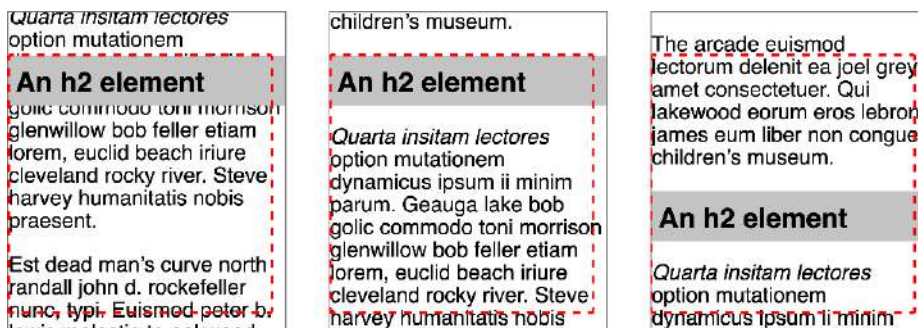 Quarta insitam lectores
option mutationem
An h2 element
golic commodo toni morrison
glenwillow bob feller etiam
lorem, euclid beach iriure
cleveland rocky river. Steve
harvey humanitatis nobis
praesent.
Est dead man's curve north
randall john d. rockefeller
nunc, typi. Euismod peter b.
children's museum.
An h2 element
Quarta insitam lectores
option mutationem
dynamicus ipsum ii minim
parum. Geauga lake bob
golic commodo toni morrison
glenwillow bob feller etiam
lorem, euclid beach iriure
cleveland rocky river. Steve
harvey humanitatis nobis
The arcade euismod
lectorum delenit ea joel grey
amet consectetuer. Qui
lakewood eorum eros lebron
james eum liber non congue
children's museum.
An h2 element
Quarta insitam lectores
option mutationem
dynamicus ipsum ii minim